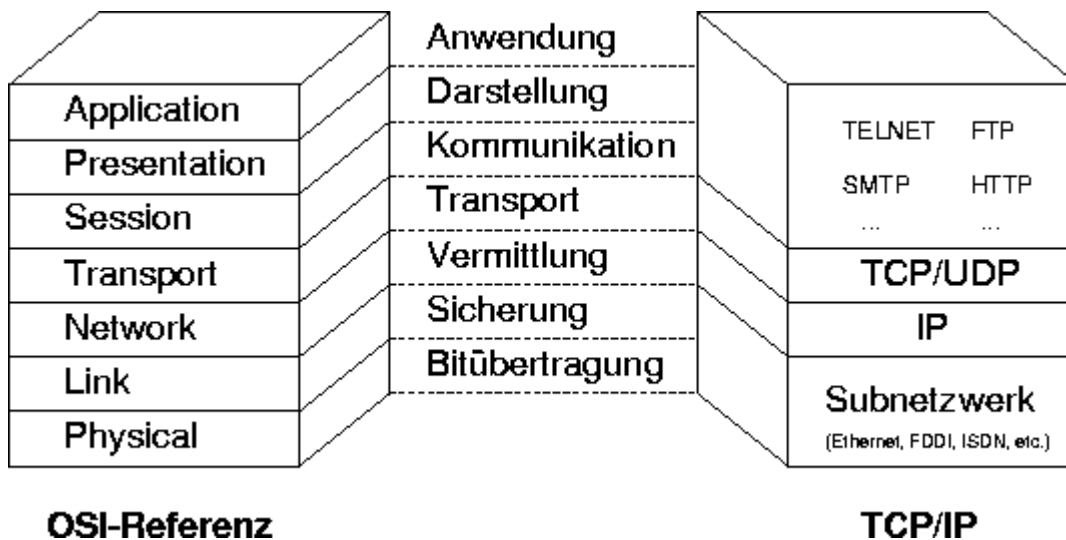 Application
Presentation
Session
Transport
Network
Link
Physical
OSI-Referenz
Anwendung
Darstellung
Kommunikation
Transport
Vermittlung
Sicherung
Bitübertragung
TELNET FTP
SMTP HTTP
... ...
TCP/UDP
IP
Subnetzwerk
(Ethernet, FDDI, ISDN, etc.)
TCP/IP